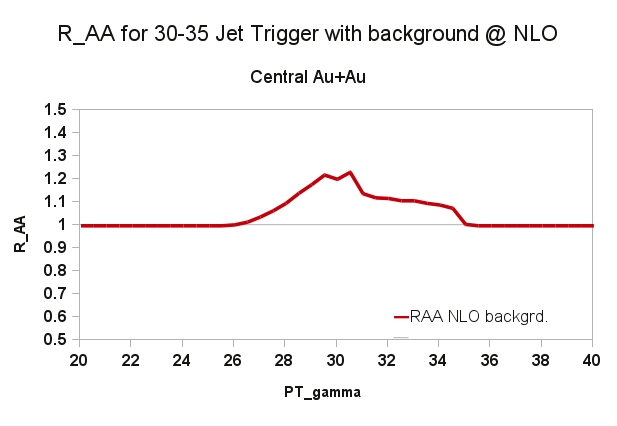 R_AA for 30-35 Jet Trigger with background @ NLO
Central Au+Au
1.5
1.4
1.3
1.2
1.1
1
0.9
0.8
0.7
0.6
0.5
R_AA
RAA NLO backgrd.
20 22 24 26 28 30 32 34 36 38 40
PT_gamma